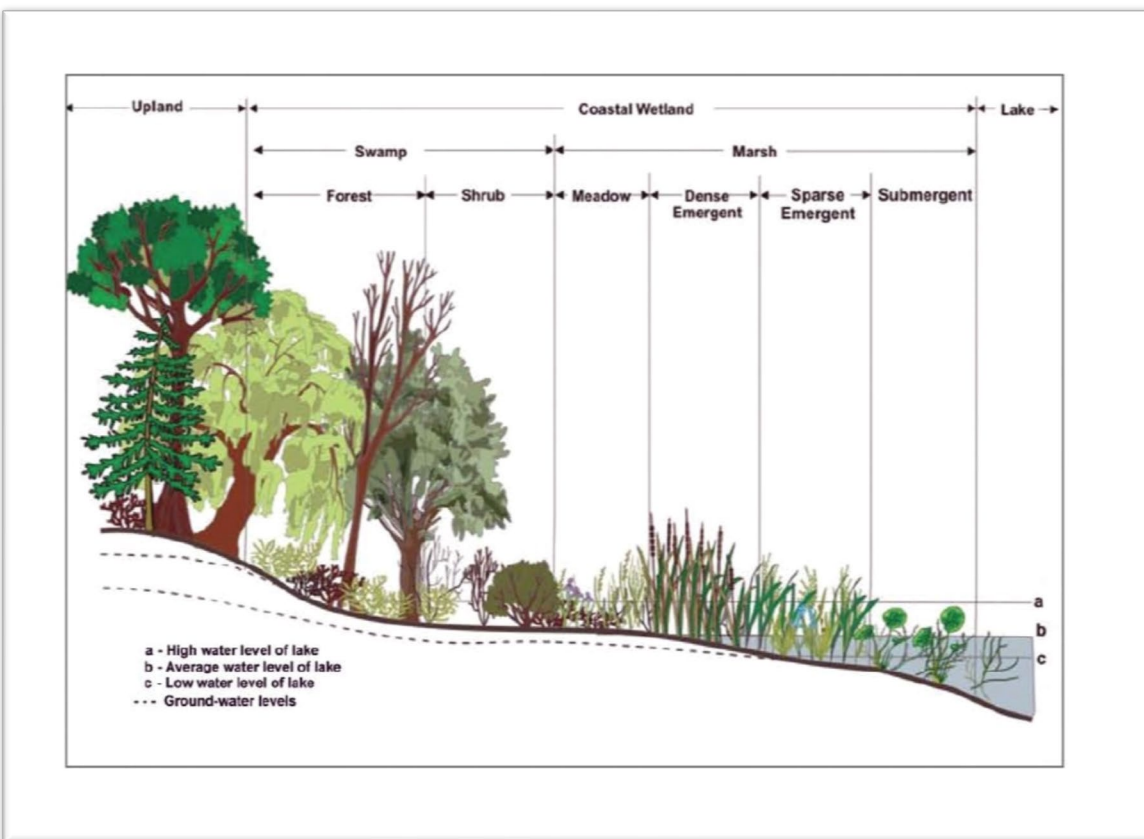 Upland
Coastal Wetland
Lake
Swamp
Marsh
Forest
Shrub
Meadow
Dense
Emergent
Sparse
Emergent
Submergent
a
b
c
a - High water level of lake
b - Average water level of lake
c - Low water level of lake
--- Ground-water levels